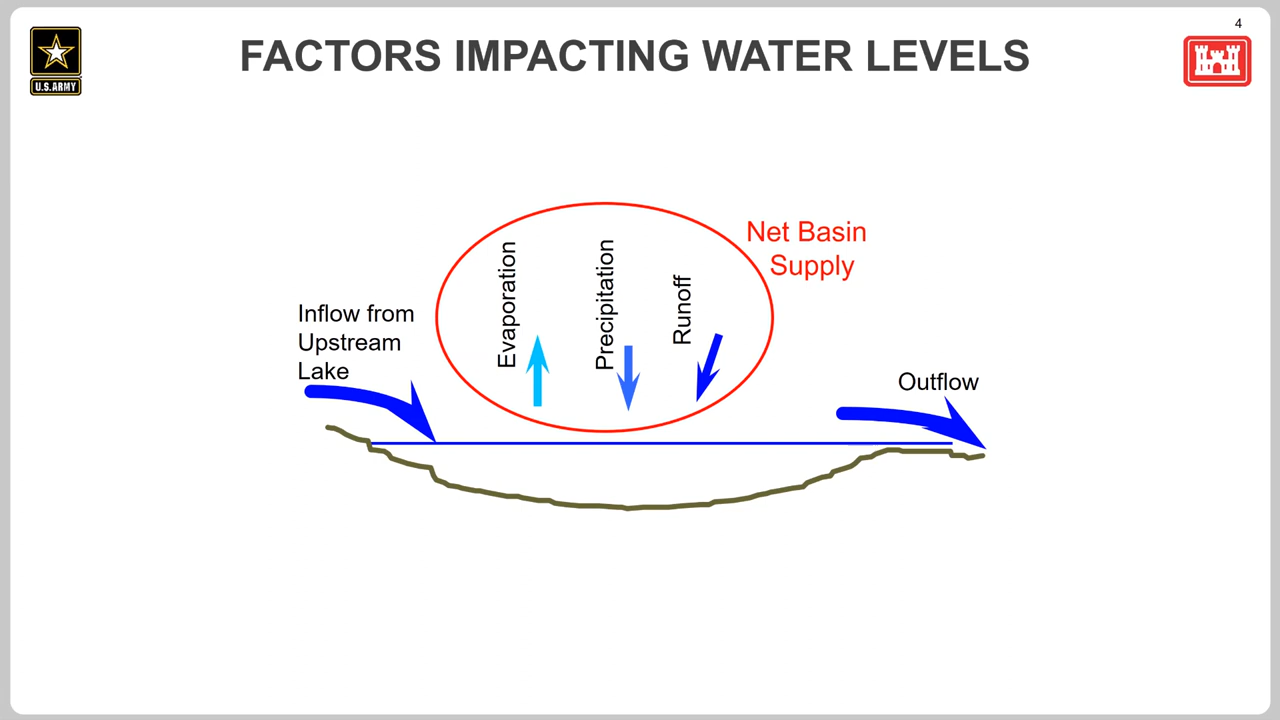 4
FACTORS IMPACTING WATER LEVELS
U.S.ARMY
Net Basin
Supply
Evaporation
Precipitation
Runoff
Inflow from
Upstream
Lake
Outflow